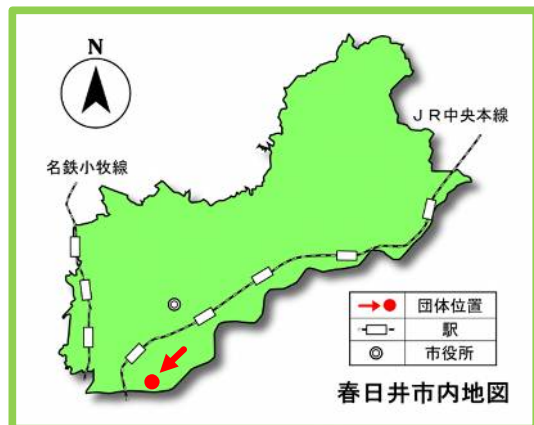 N
JR中央本線
名鉄小牧線
団体位置
駅
市役所
春日井市内地図